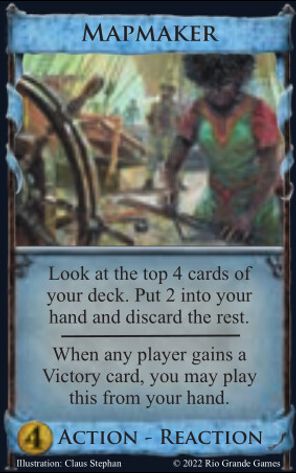 MAPMAKER
Look at the top 4 cards of
your deck. Put 2 into your
hand and discard the rest.
When any player gains a
Victory card, you may play
this from your hand.
4 ACTION - REACTION
Illustration: Claus Stephan © 2022 Rio Grande Games